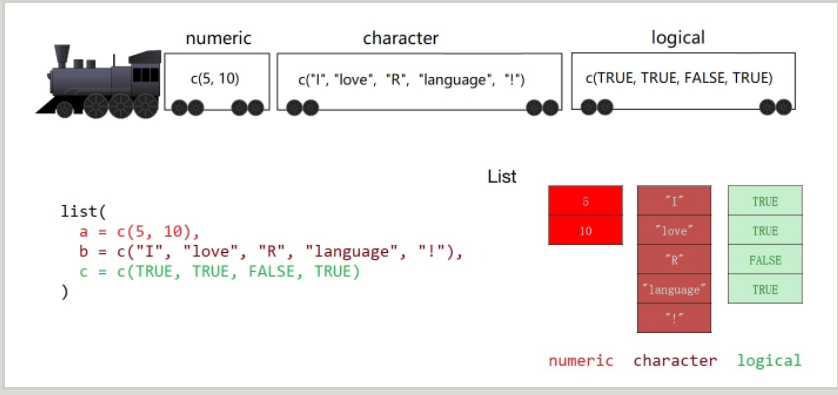 numeric character logical
c(5, 10) c("I", "love", "R", "language", "!") c(TRUE, TRUE, FALSE, TRUE)
List
list(
a = c(5, 10),
b = c("I", "love", "R", "language", "!"),
c = c(TRUE, TRUE, FALSE, TRUE)
)
5 "I" TRUE
10 "love" TRUE
"R" FALSE
"language" TRUE
"!"
numeric character logical